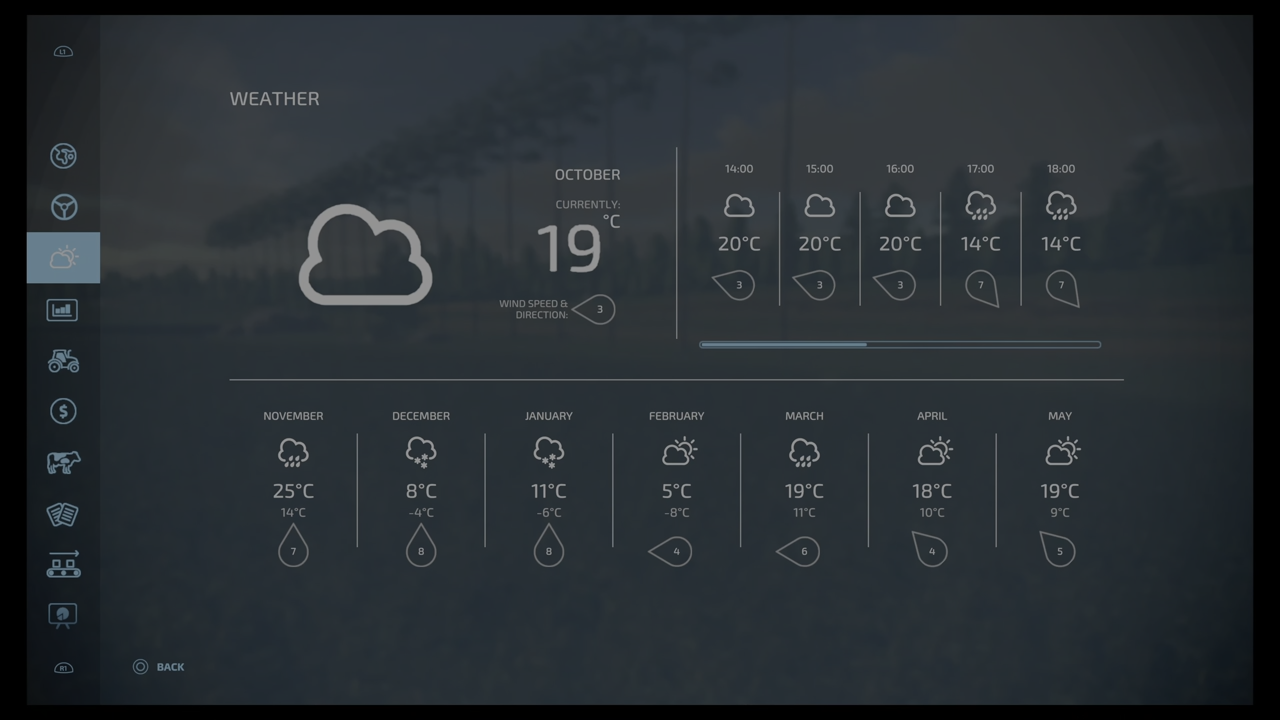 L1
WEATHER
OCTOBER
CURRENTLY:
19 °C
WIND SPEED &
DIRECTION:
3
14:00 15:00 16:00 17:00 18:00
20°C 20°C 20°C 14°C 14°C
3 3 3 7 7
$
NOVEMBER DECEMBER JANUARY FEBRUARY MARCH APRIL MAY
25°C 8°C 11°C 5°C 19°C 18°C 19°C
14°C -4°C -6°C -8°C 11°C 10°C 9°C
7 8 8 4 6 4 5
R1
BACK